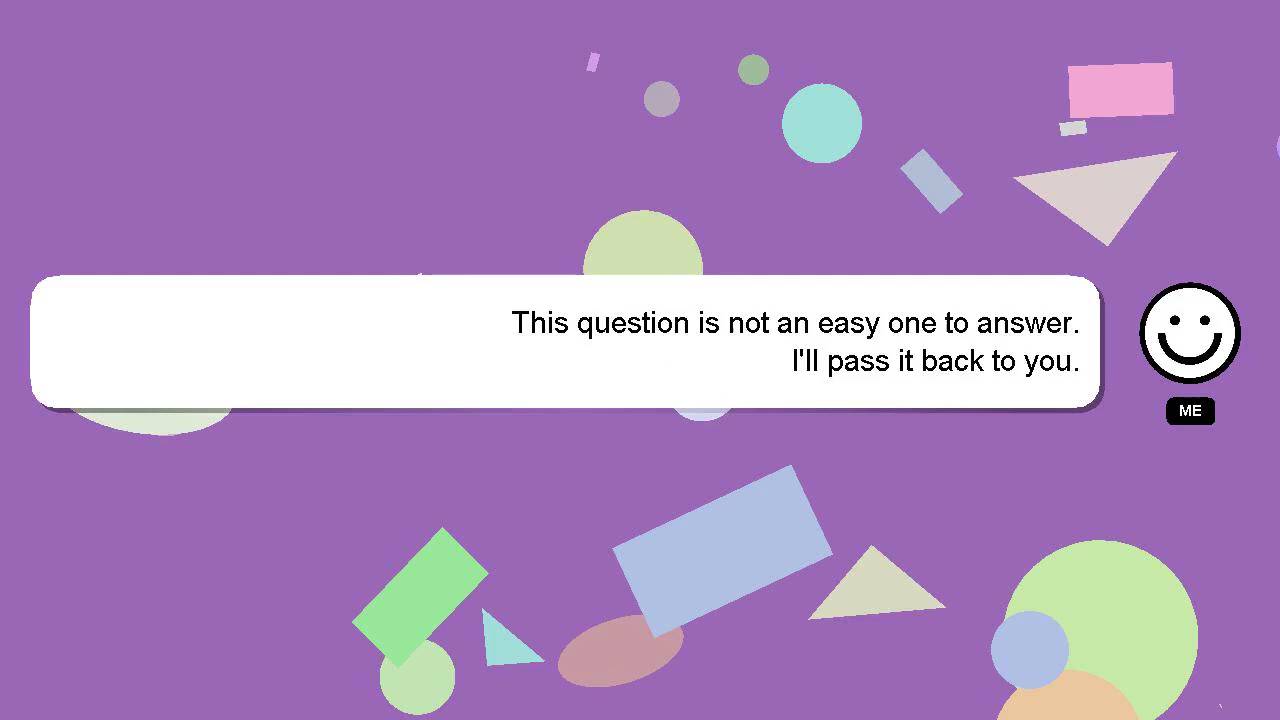 This question is not an easy one to answer.
I'll pass it back to you.
ME